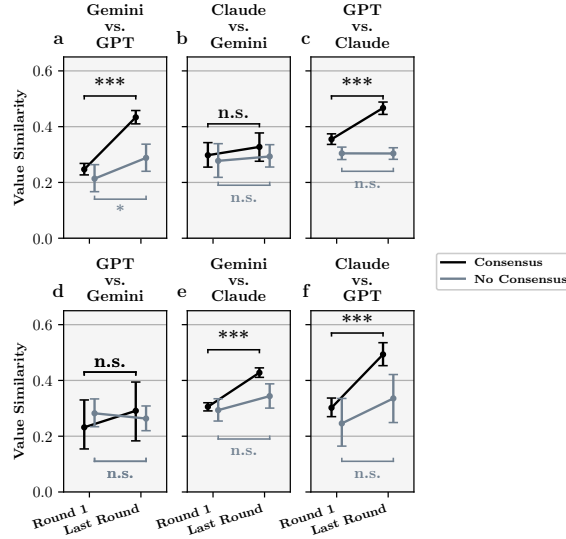 Gemini
vs.
GPT
Claude
vs.
Gemini
GPT
vs.
Claude
a
b
c
Value Similarity
0.6
0.4
0.2
0.0
***
*
n.s.
n.s.
***
n.s.
Consensus
No Consensus
GPT
vs.
Gemini
Gemini
vs.
Claude
Claude
vs.
GPT
d
e
f
Value Similarity
0.6
0.4
0.2
0.0
n.s.
n.s.
***
n.s.
***
n.s.
Round 1
Last Round
Round 1
Last Round
Round 1
Last Round